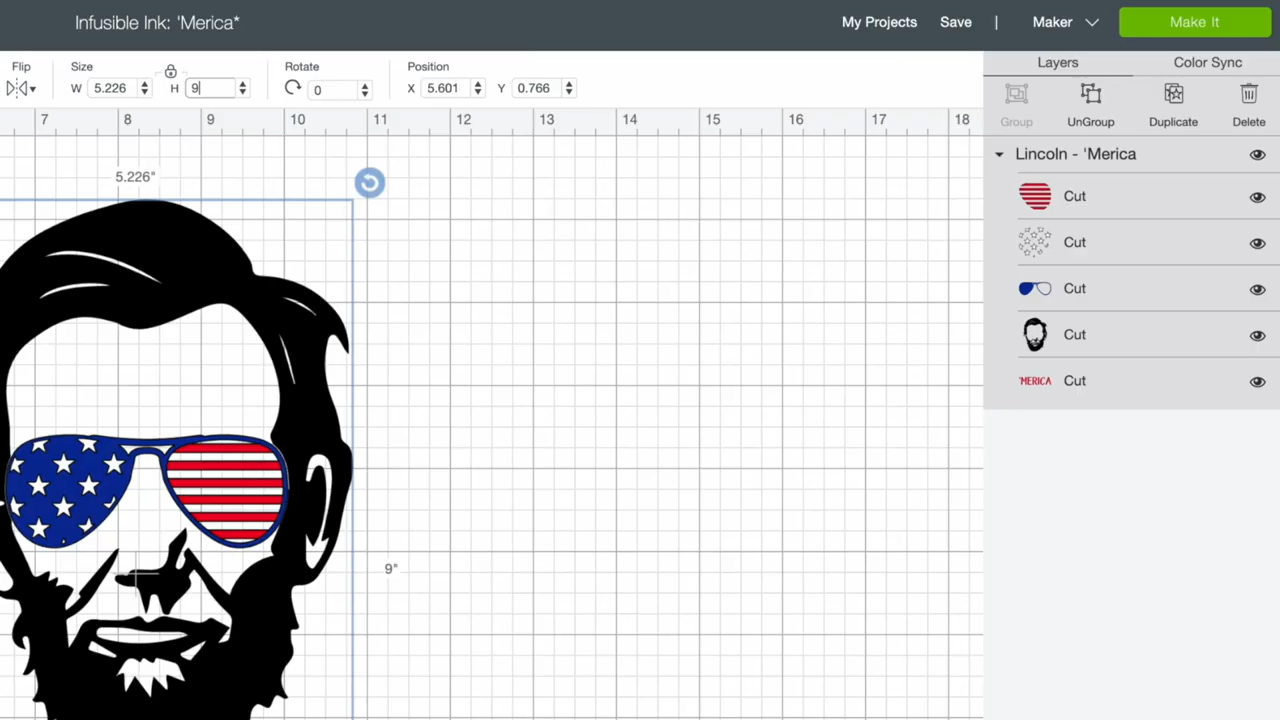 Infusible Ink: 'Merica*
My Projects Save | Maker Make It
Flip Size Rotate Position
W 5.226 H 9 0 X 5.601 Y 0.766
Layers Color Sync
Group UnGroup Duplicate Delete
7 8 9 10 11 12 13 14 15 16 17 18
Lincoln - 'Merica
Cut
Cut
Cut
Cut
'MERICA Cut
5.226"
9"